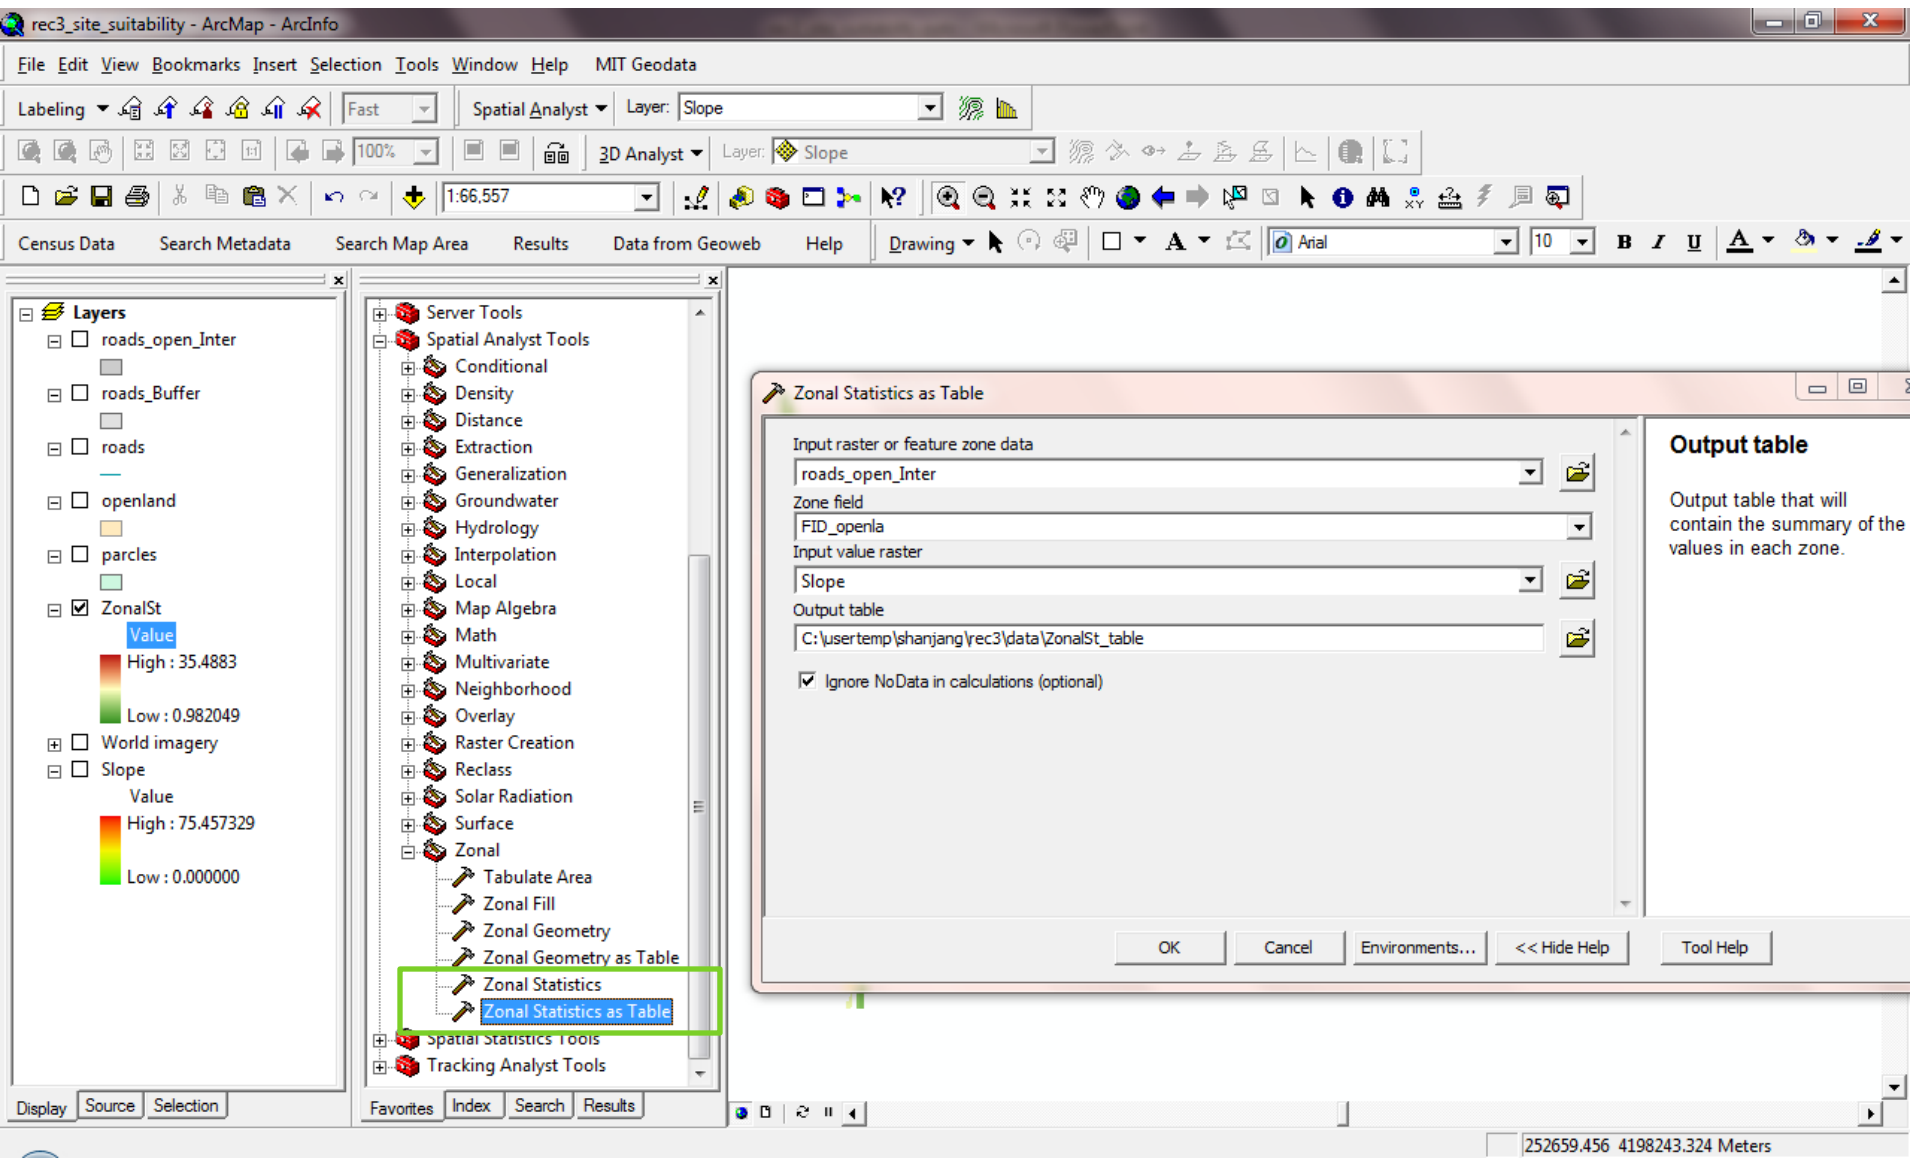 rec3_site_suitability - ArcMap - ArcInfo
File Edit View Bookmarks Insert Selection Tools Window Help MIT Geodata
Labeling Fast Spatial Analyst Layer: Slope
100% 3D Analyst Layer: Slope
1:66,557
Census Data Search Metadata Search Map Area Results Data from Geoweb Help Drawing A Arial 10 B I U A
Layers
roads_open_Inter
roads_Buffer
roads
openland
parcles
ZonalSt
Value
High : 35.4883
Low : 0.982049
World imagery
Slope
Value
High : 75.457329
Low : 0.000000
Display Source Selection
Server Tools
Spatial Analyst Tools
Conditional
Density
Distance
Extraction
Generalization
Groundwater
Hydrology
Interpolation
Local
Map Algebra
Math
Multivariate
Neighborhood
Overlay
Raster Creation
Reclass
Solar Radiation
Surface
Zonal
Tabulate Area
Zonal Fill
Zonal Geometry
Zonal Geometry as Table
Zonal Statistics
Zonal Statistics as Table
Spatial Statistics Tools
Tracking Analyst Tools
Favorites Index Search Results
Zonal Statistics as Table
Input raster or feature zone data
roads_open_Inter
Zone field
FID_openla
Input value raster
Slope
Output table
C:\usertemp\shanjang\rec3\data\ZonalSt_table
Ignore NoData in calculations (optional)
OK Cancel Environments... << Hide Help Tool Help
Output table
Output table that will
contain the summary of the
values in each zone.
252659.456 4198243.324 Meters